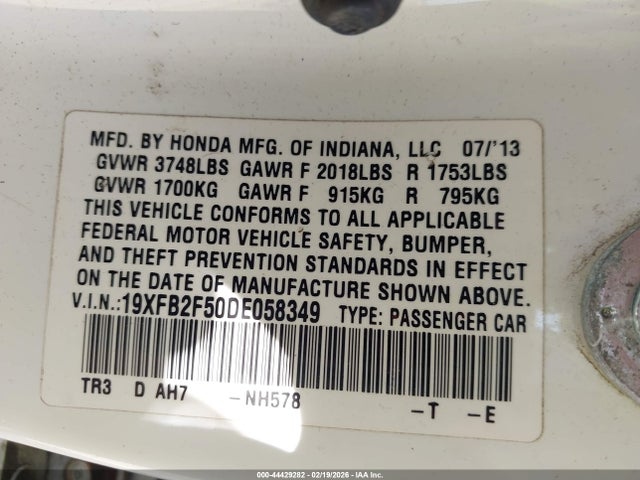 MFD. BY HONDA MFG. OF INDIANA, LLC 07/'13
GVWR 3748LBS GAWR F 2018LBS R 1753LBS
GVWR 1700KG GAWR F 915KG R 795KG
THIS VEHICLE CONFORMS TO ALL APPLICABLE
FEDERAL MOTOR VEHICLE SAFETY, BUMPER,
AND THEFT PREVENTION STANDARDS IN EFFECT
ON THE DATE OF MANUFACTURE SHOWN ABOVE.
V.I.N.:19XFB2F50DE058349 TYPE: PASSENGER CAR
TR3 D AH7 -NH578 -T -E
000-44429282 - 02/19/2026 - IAA Inc.